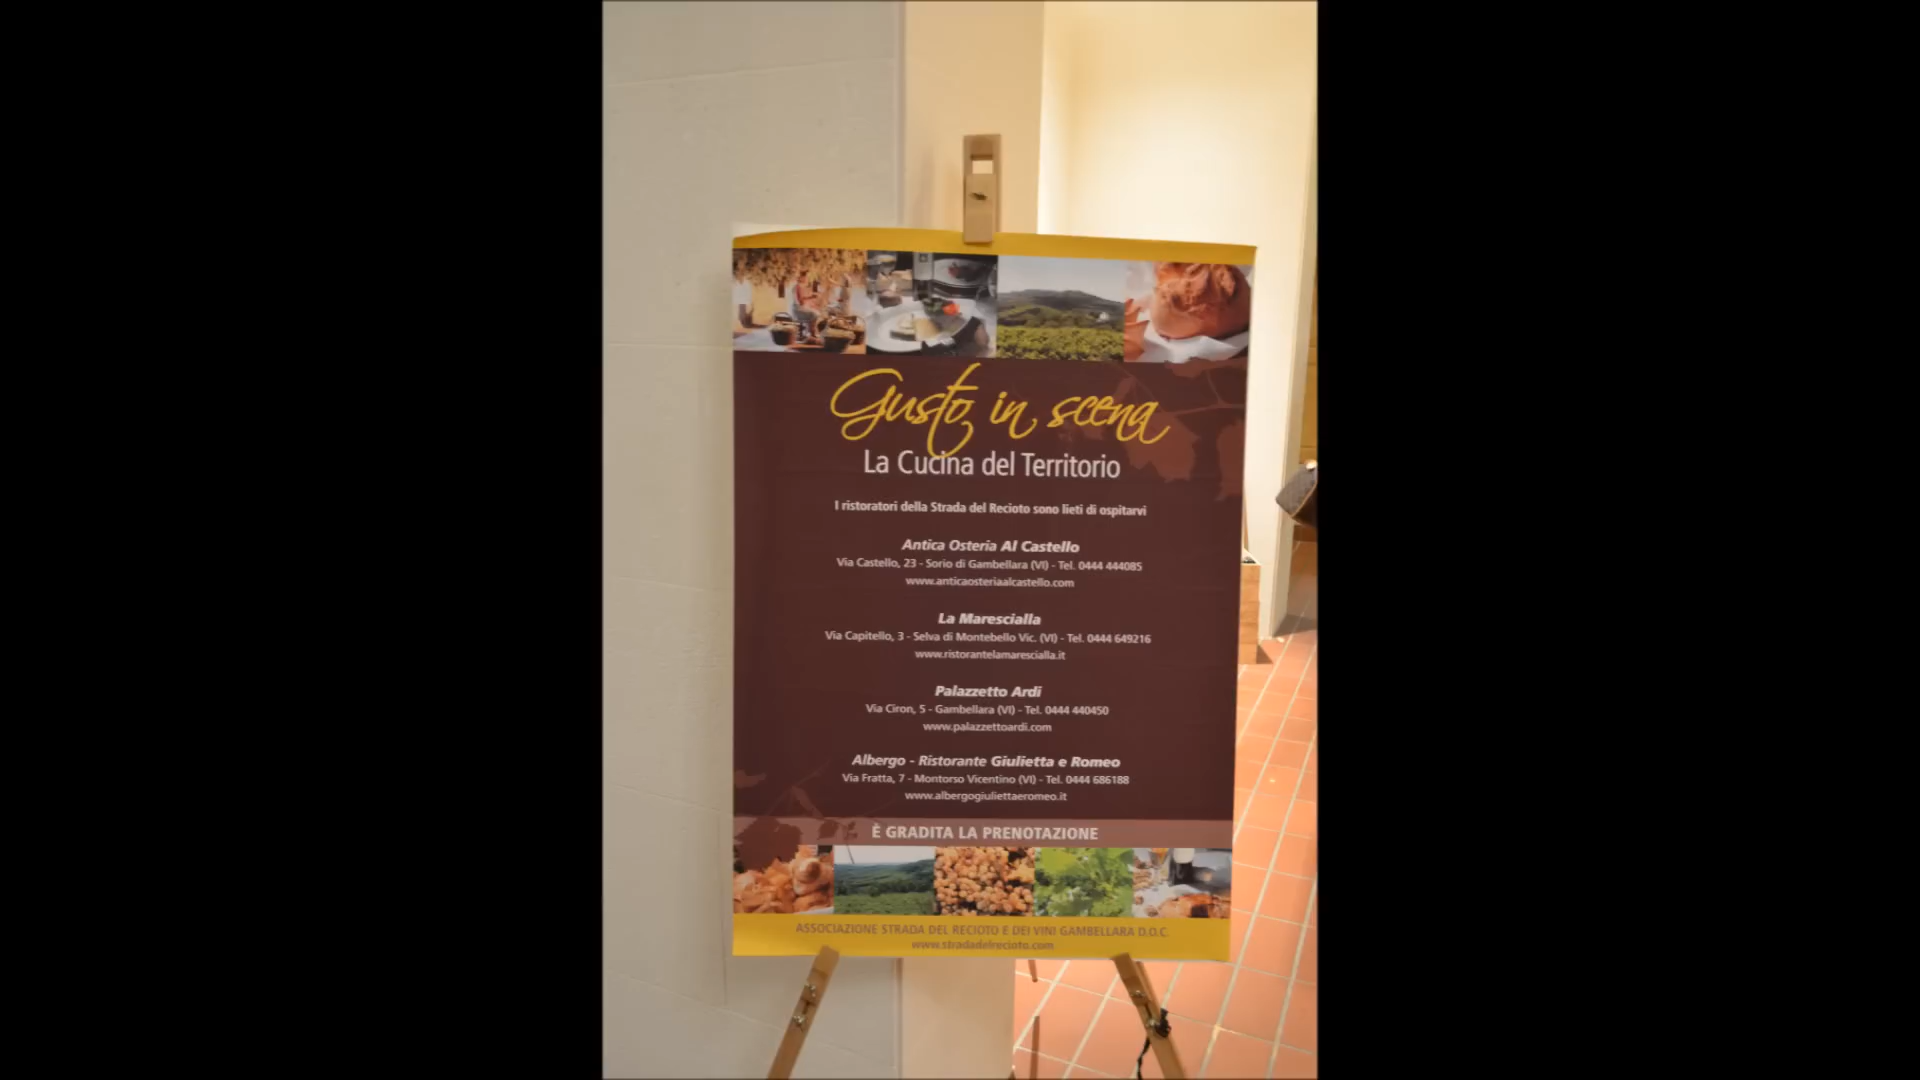 Gusto in scena
La Cucina del Territorio
I ristoratori della Strada del Recioto sono lieti di ospitarvi
Antica Osteria Al Castello
Via Castello, 23 - Sorio di Gambellara (VI) - Tel. 0444 444085
www.anticaosteriaalcastello.com
La Marescialla
Via Capitello, 3 - Selva di Montebello Vic. (VI) - Tel. 0444 649216
www.ristorantelamarescialla.it
Palazzetto Ardi
Via Ciron, 5 - Gambellara (VI) - Tel. 0444 440450
www.palazzettoardi.com
Albergo - Ristorante Giulietta e Romeo
Via Fratta, 7 - Montorso Vicentino (VI) - Tel. 0444 686188
www.albergogiuliettaeromeo.it
È GRADITA LA PRENOTAZIONE
ASSOCIAZIONE STRADA DEL RECIOTO E DEI VINI GAMBELLARA D.O.C.
www.stradadelrecioto.com